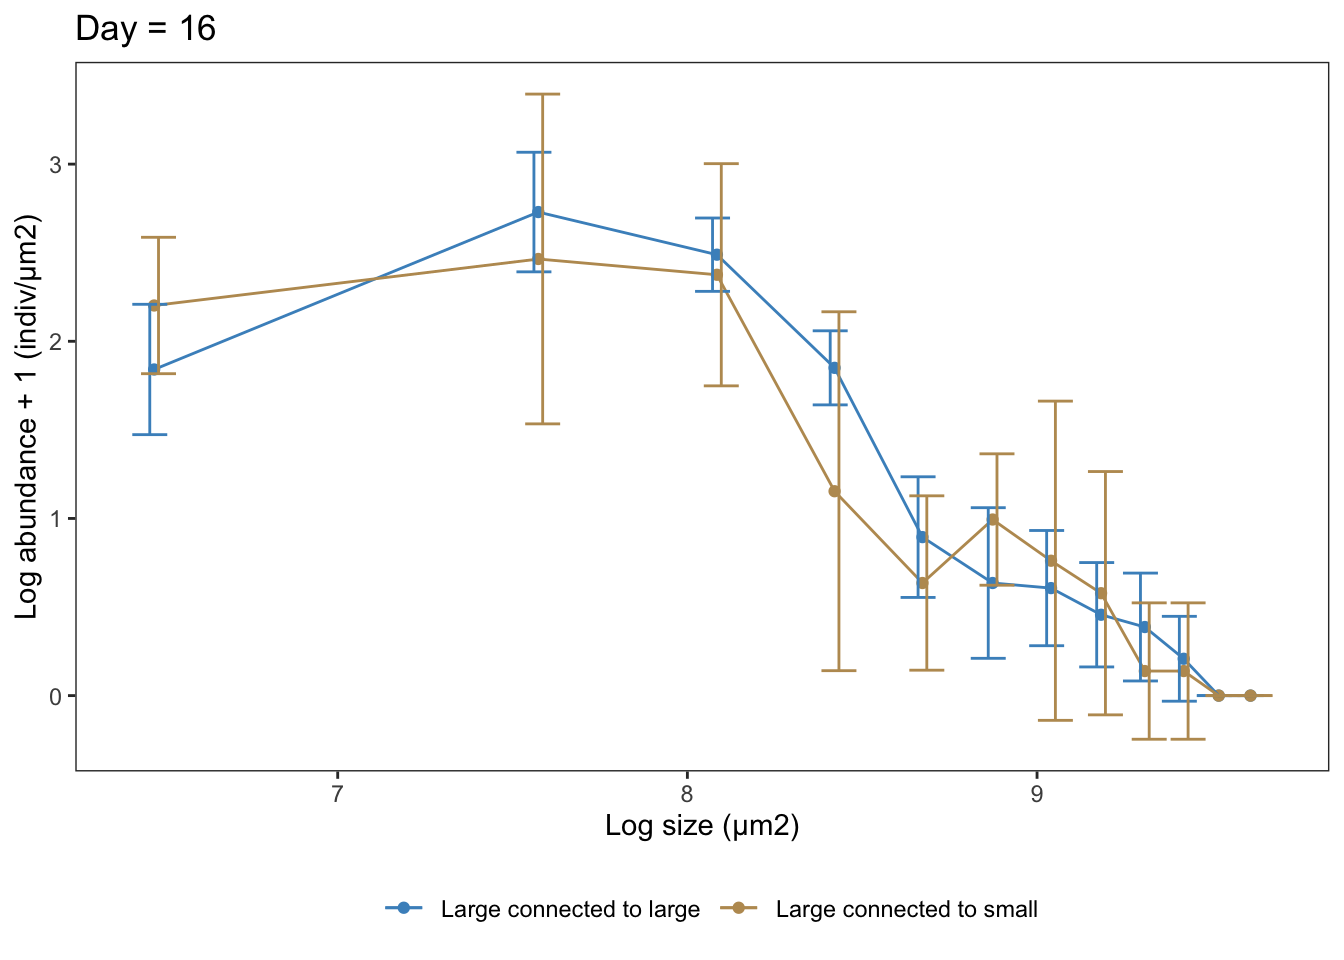 Day = 16
Log abundance + 1 (indiv/µm2)
3
2
1
0
7 8 9
Log size (µm2)
Large connected to large Large connected to small